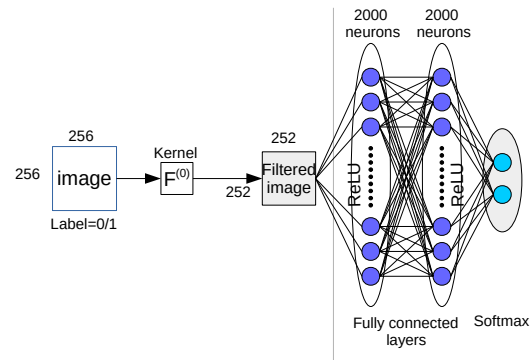 2000
neurons
2000
neurons
256
256
image
Label=0/1
Kernel
F(0)
252
252
Filtered
image
ReLU
ReLU
Fully connected
layers
Softmax